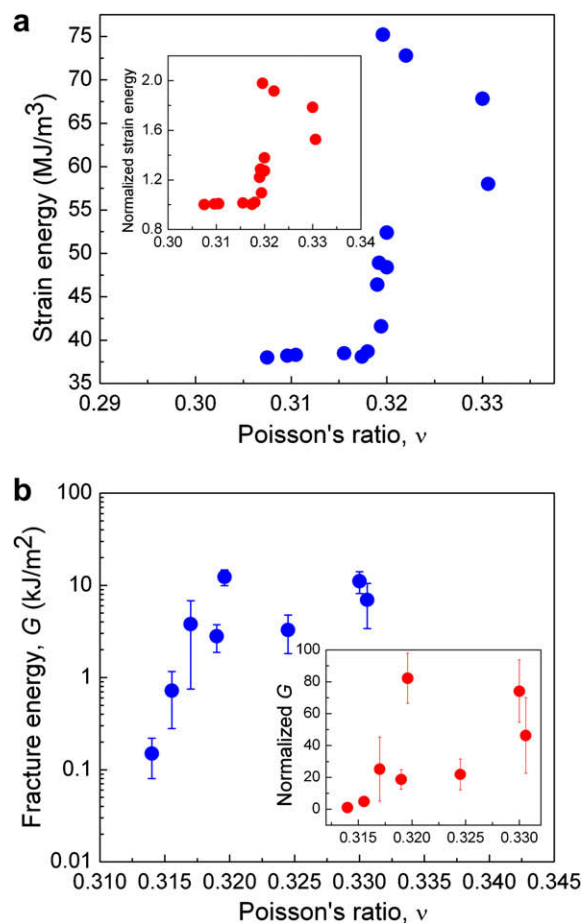 a
75
70
65
60
55
50
45
40
35
Strain energy (MJ/m³)
2.0
1.6
1.2
0.8
Normalized strain energy
0.30 0.31 0.32 0.33 0.34
0.29 0.30 0.31 0.32 0.33
Poisson's ratio, ν
b
100
10
1
0.1
0.01
Fracture energy, G (kJ/m²)
100
80
60
40
20
0
Normalized G
0.315 0.320 0.325 0.330
0.310 0.315 0.320 0.325 0.330 0.335 0.340 0.345
Poisson's ratio, ν